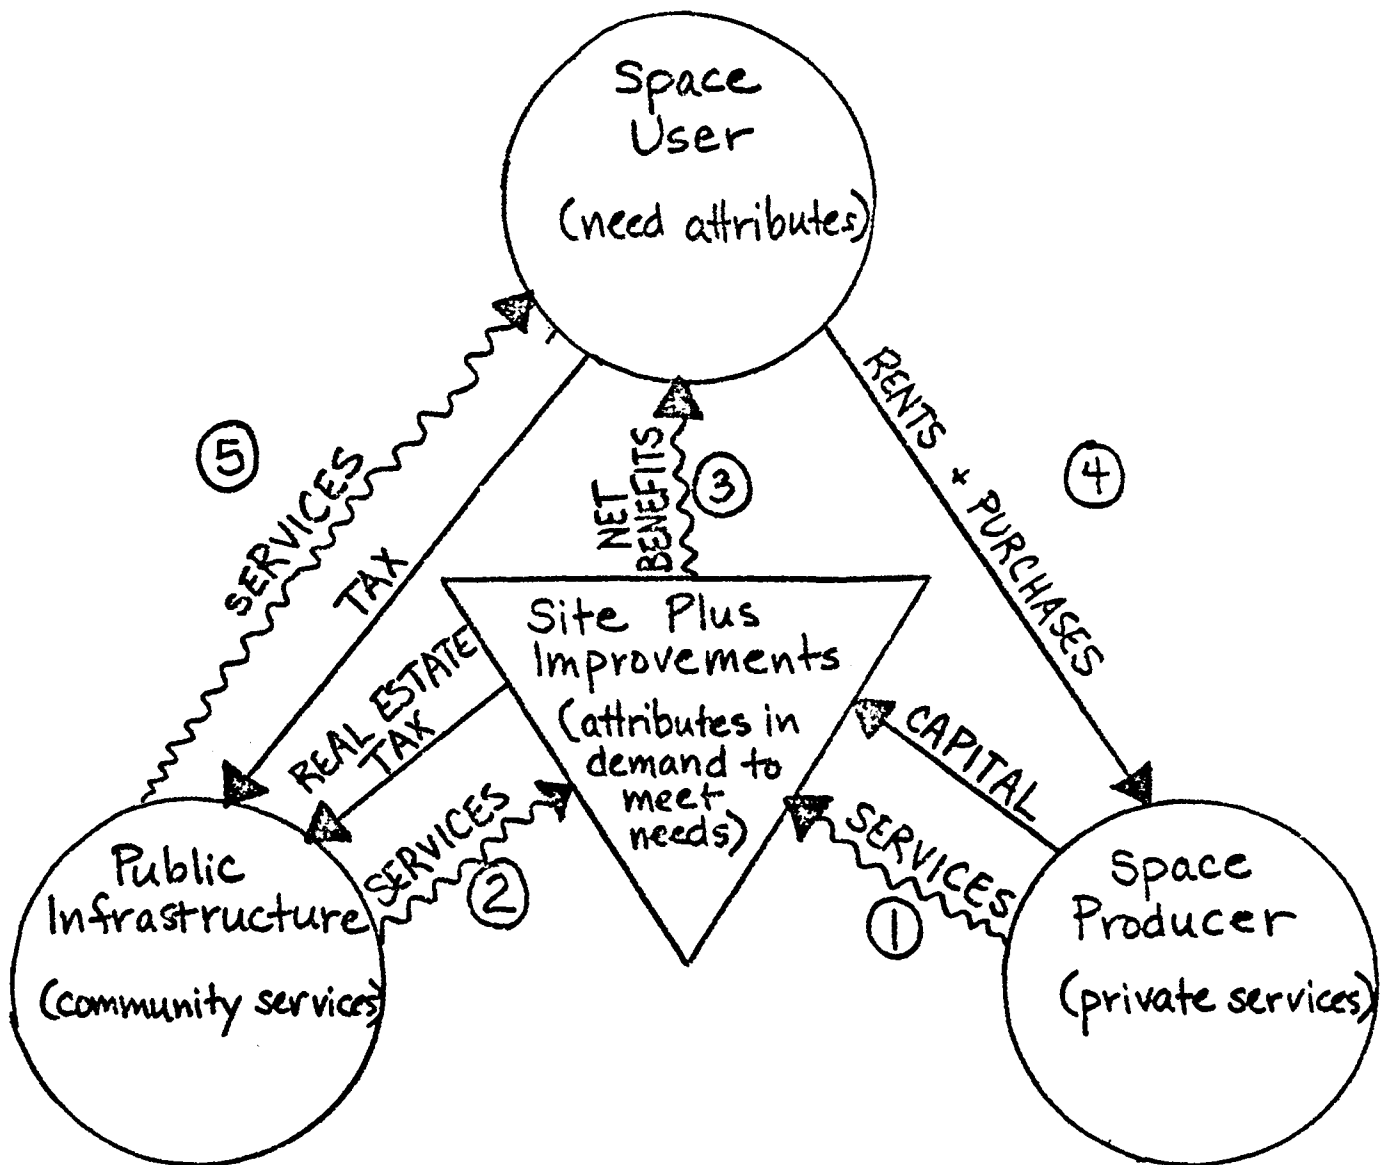 Space
User
(need attributes)
RENTS + PURCHASES
4
5
SERVICES
TAX
NET
BENEFITS
3
Site Plus
Improvements
(attributes in
demand to
meet
needs)
REAL ESTATE
TAX
SERVICES
2
CAPITAL
SERVICES
1
Public
Infrastructure
(community services)
Space
Producer
(private services)